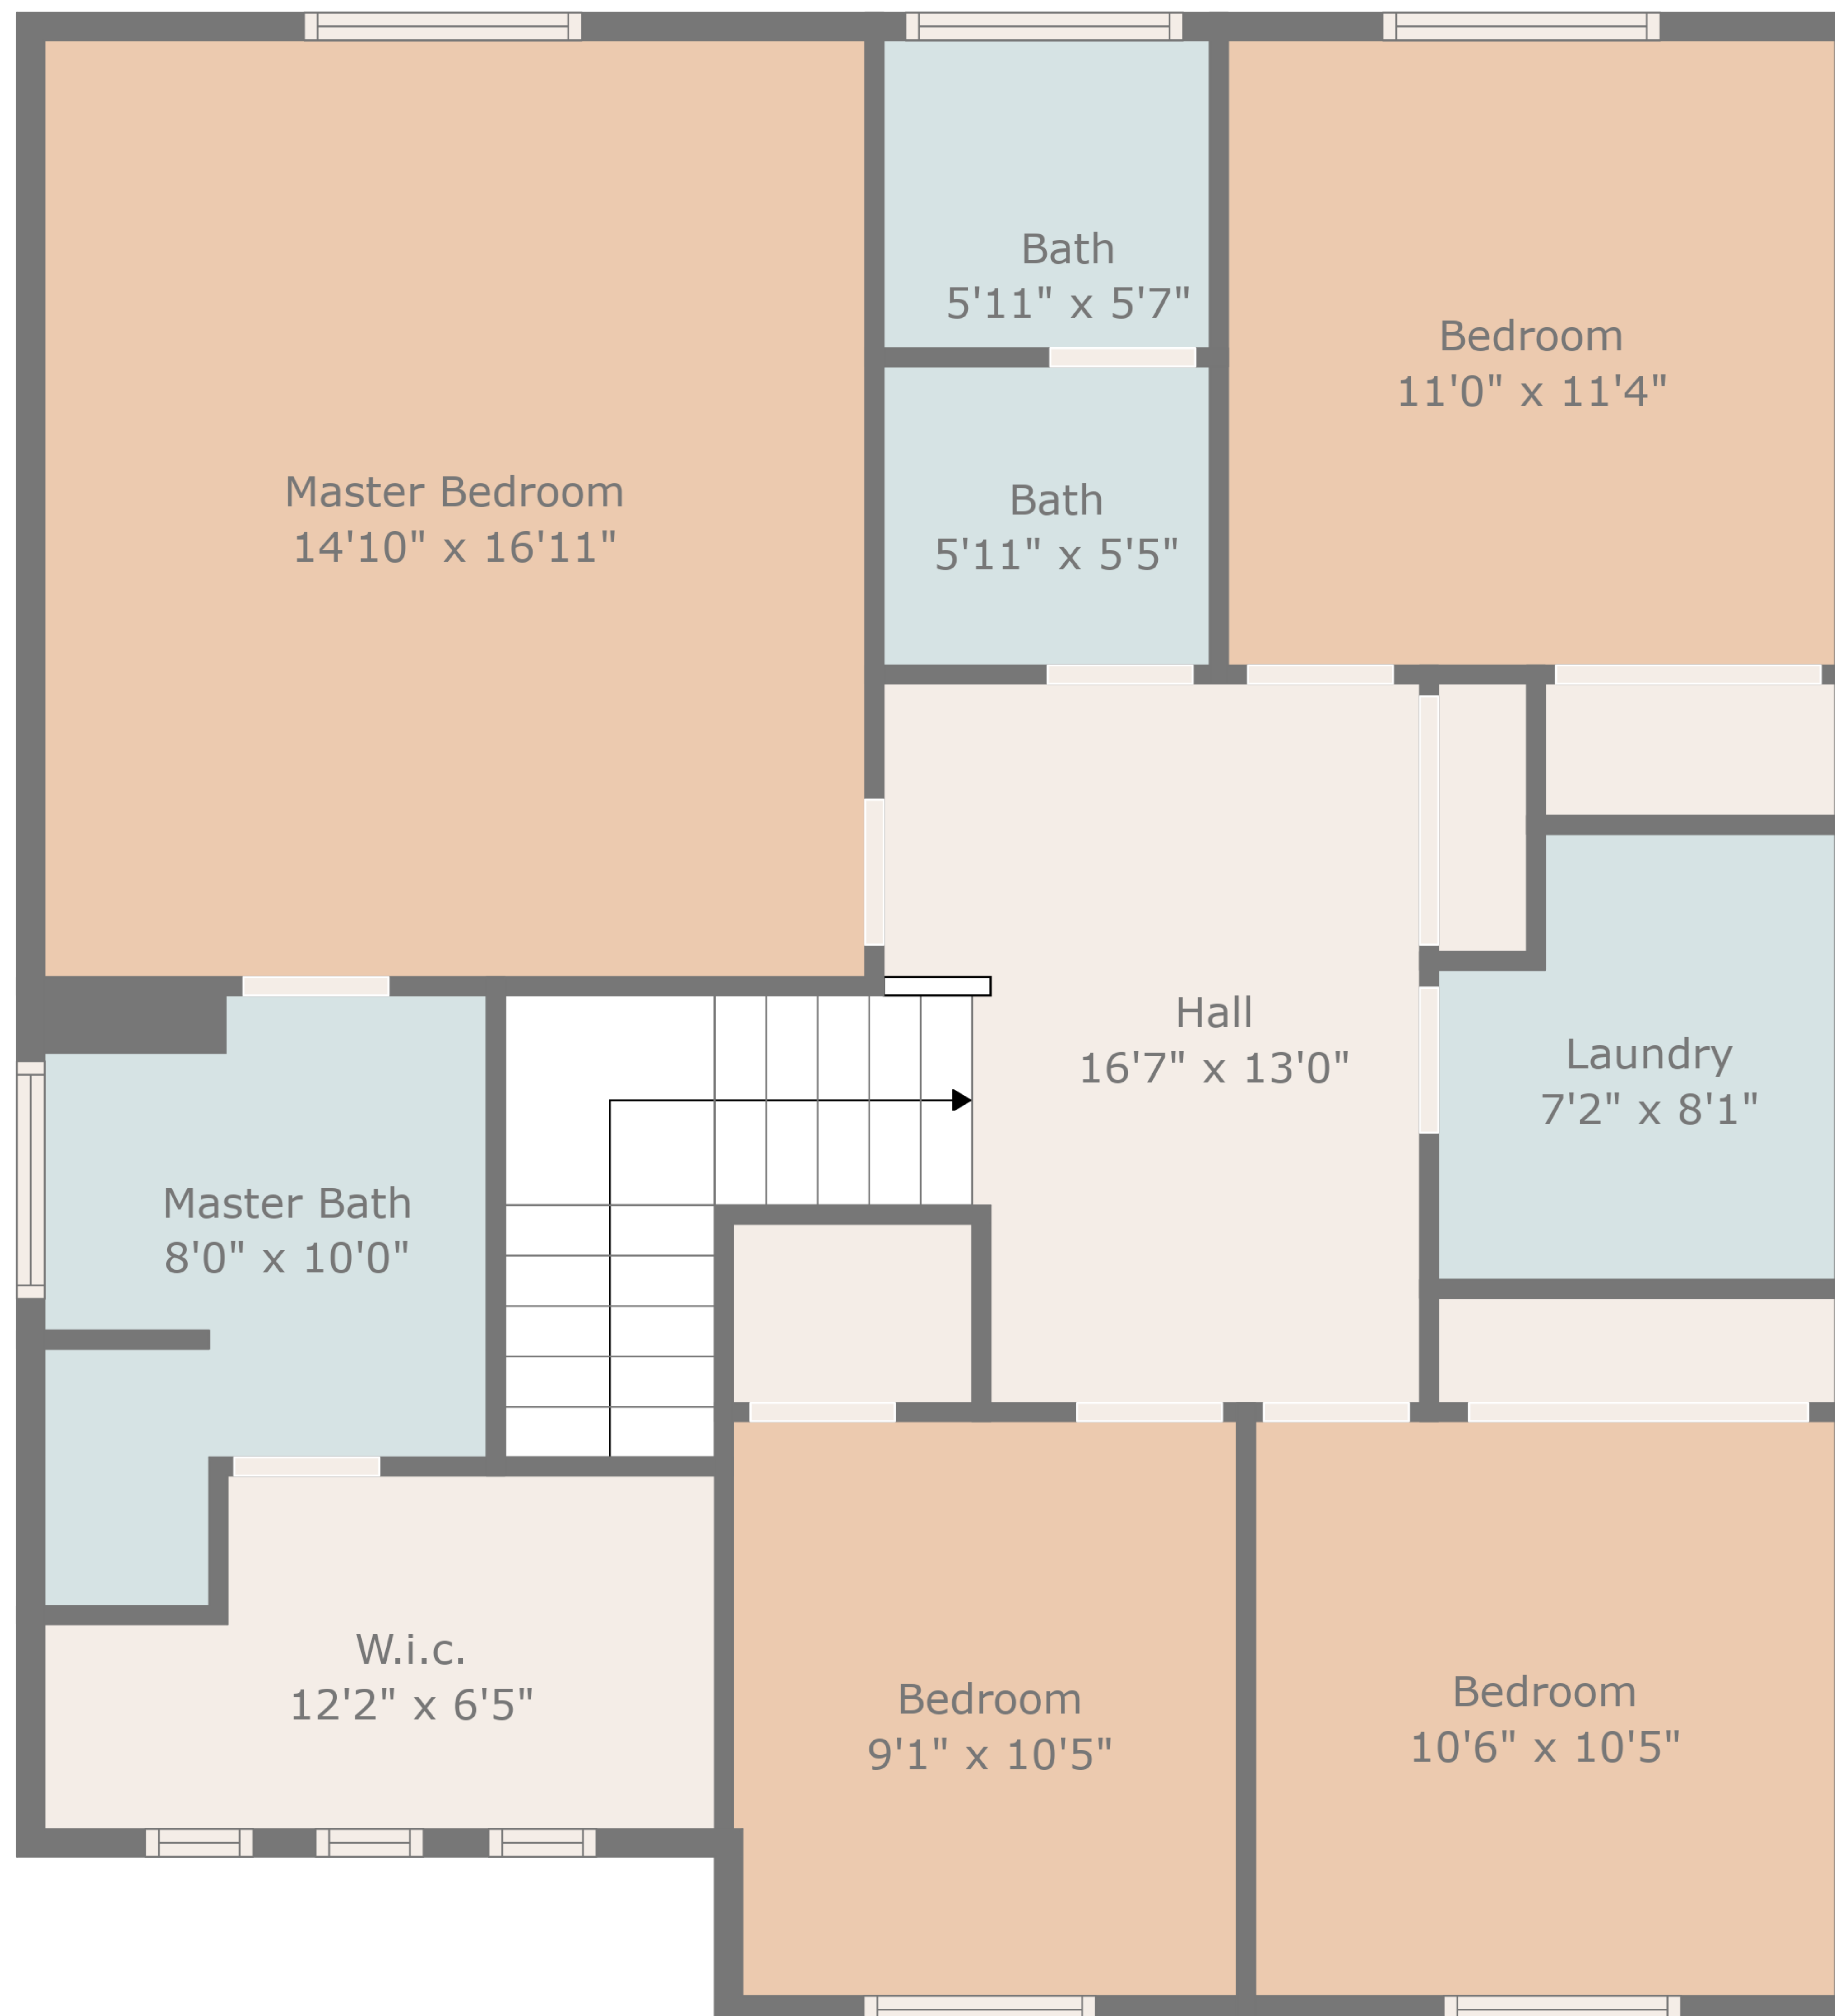 Bath
5'11" x 5'7"
Bedroom
11'0" x 11'4"
Master Bedroom
14'10" x 16'11"
Bath
5'11" x 5'5"
Hall
16'7" x 13'0"
Laundry
7'2" x 8'1"
Master Bath
8'0" x 10'0"
W.i.c.
12'2" x 6'5"
Bedroom
9'1" x 10'5"
Bedroom
10'6" x 10'5"